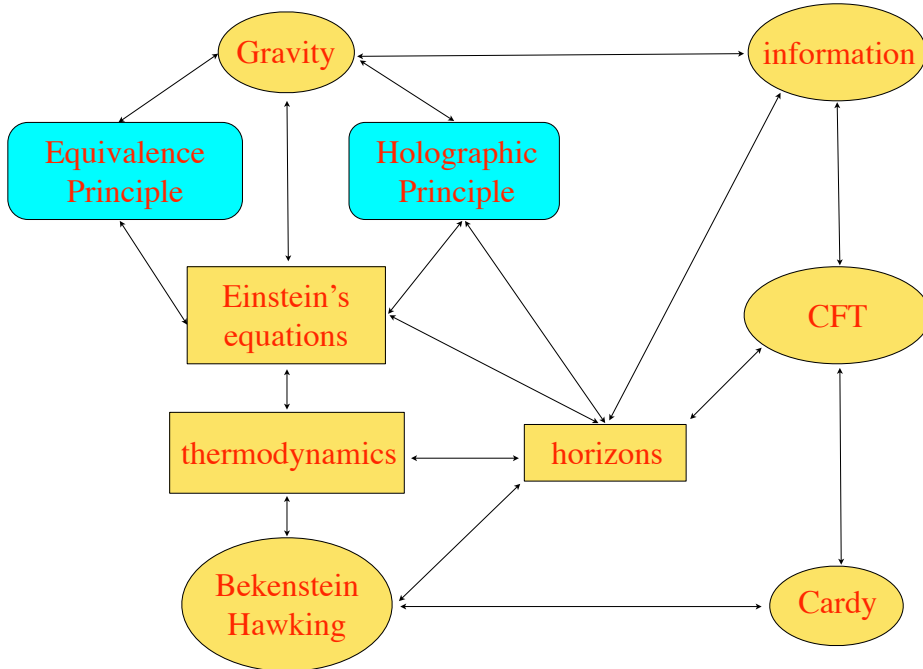 Gravity
information
Equivalence
Principle
Holographic
Principle
Einstein’s
equations
CFT
thermodynamics
horizons
Bekenstein
Hawking
Cardy